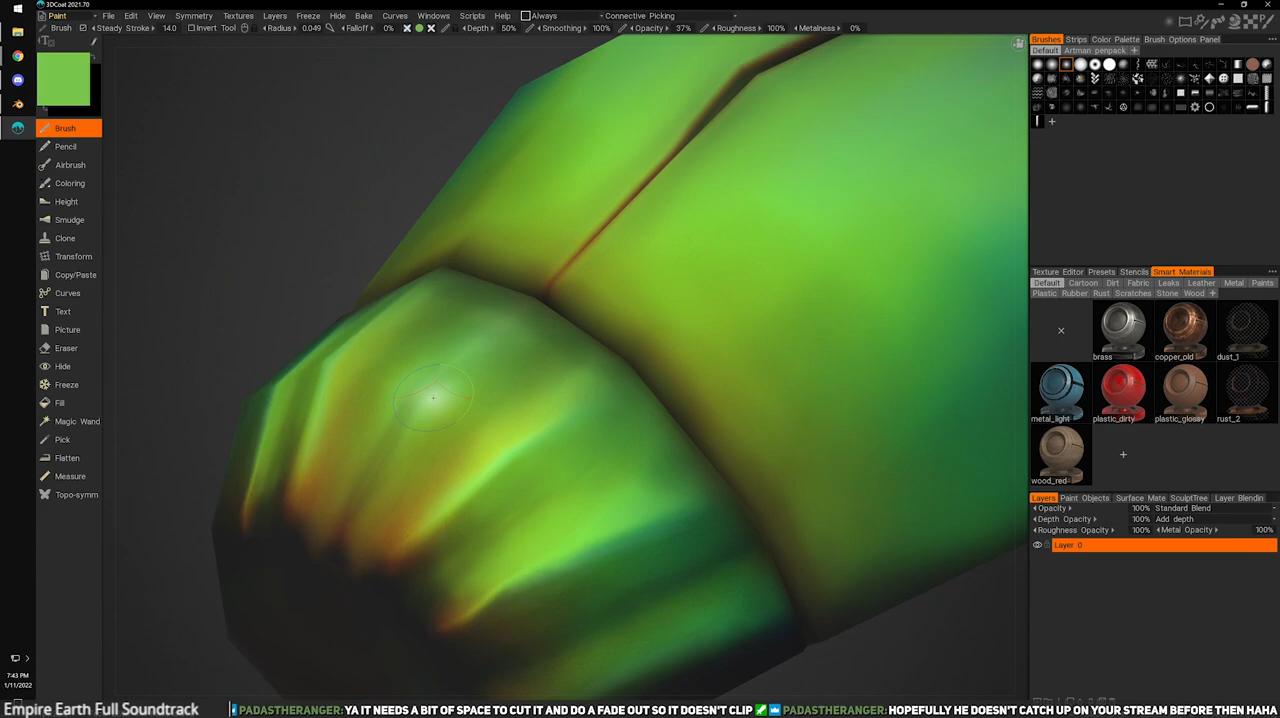 3DCoat 2021.70
Paint File Edit View Symmetry Textures Layers Freeze Hide Bake Curves Windows Scripts Help Always Connective Picking
Brush Steady Stroke 14.0 Invert Tool Radius 0.049 Falloff 0% Depth 50% Smoothing 100% Opacity 37% Roughness 100% Metalness 0%
Brushes Strips Color Palette Brush Options Panel
Default Artman penpack +
Brush
Pencil
Airbrush
Coloring
Height
Smudge
Clone
Transform
Copy/Paste
Curves
Text
Picture
Eraser
Hide
Freeze
Fill
Magic Wand
Pick
Flatten
Measure
Topo-symm
Texture Editor Presets Stencils Smart Materials
Default Cartoon Dirt Fabric Leaks Leather Metal Paints
Plastic Rubber Rust Scratches Stone Wood +
brass copper_old dust_1
metal_light plastic_dirty plastic_glossy rust_2
wood_red
Layers Paint Objects Surface Mate SculptTree Layer Blendin
Opacity 100% Standard Blend
Depth Opacity 100% Add depth
Roughness Opacity 100% Metal Opacity 100%
Layer 0
7:43 PM
1/11/2022
Empire Earth Full Soundtrack
PADASTHERANGER: YA IT NEEDS A BIT OF SPACE TO CUT IT AND DO A FADE OUT SO IT DOESN'T CLIP PADASTHERANGER: HOPEFULLY HE DOESN'T CATCH UP ON YOUR STREAM BEFORE THEN HAHA